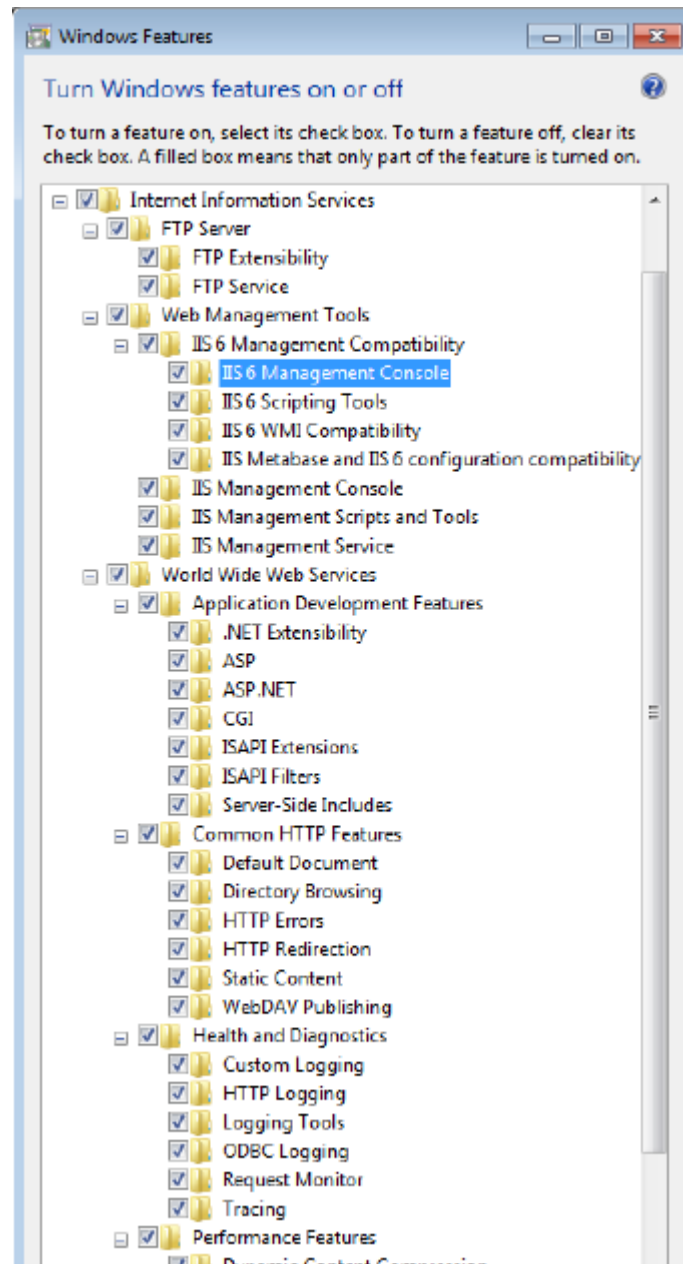 Windows Features
Turn Windows features on or off
To turn a feature on, select its check box. To turn a feature off, clear its
check box. A filled box means that only part of the feature is turned on.
Internet Information Services
FTP Server
FTP Extensibility
FTP Service
Web Management Tools
IIS 6 Management Compatibility
IIS 6 Management Console
IIS 6 Scripting Tools
IIS 6 WMI Compatibility
IIS Metabase and IIS 6 configuration compatibility
IIS Management Console
IIS Management Scripts and Tools
IIS Management Service
World Wide Web Services
Application Development Features
.NET Extensibility
ASP
ASP.NET
CGI
ISAPI Extensions
ISAPI Filters
Server-Side Includes
Common HTTP Features
Default Document
Directory Browsing
HTTP Errors
HTTP Redirection
Static Content
WebDAV Publishing
Health and Diagnostics
Custom Logging
HTTP Logging
Logging Tools
ODBC Logging
Request Monitor
Tracing
Performance Features
Dynamic Content Compression